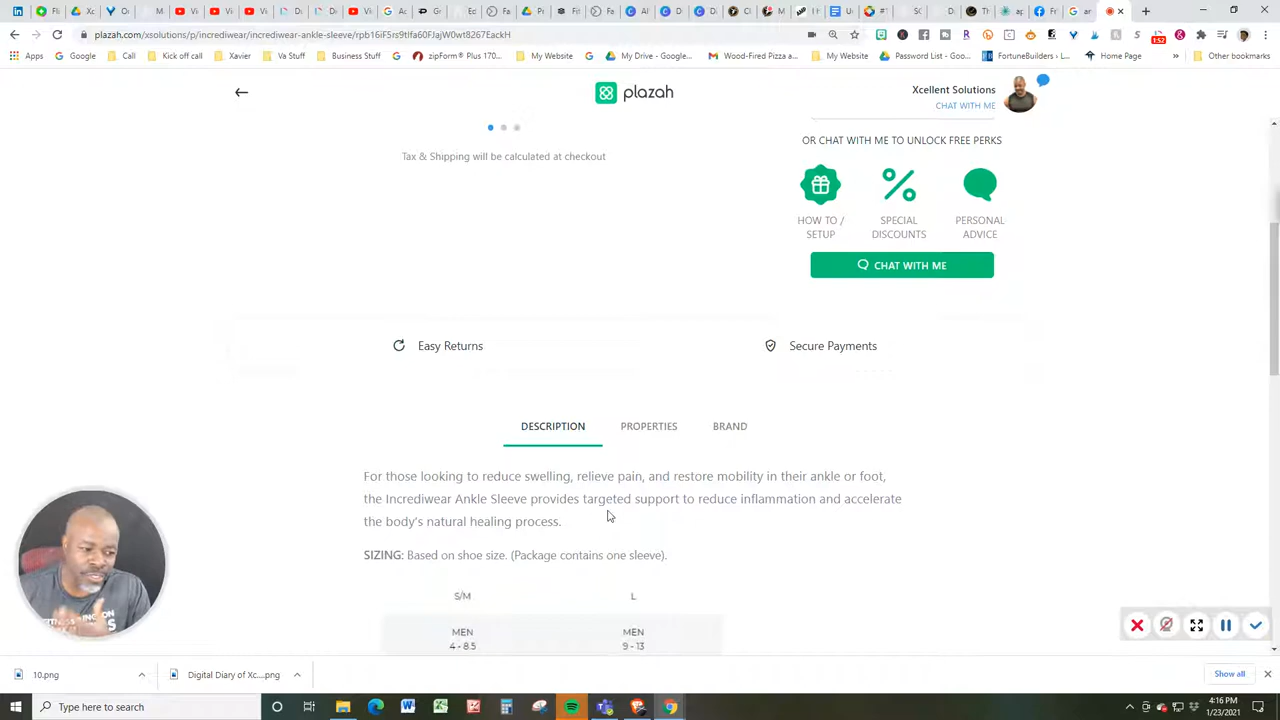 plazah.com/xsolutions/p/incrediwear/incrediwear-ankle-sleeve/rpb16iF5rs9tlfa60FJajW0wt8267EackH
1:52
Apps
Google
Kick off call
Xavier
Stuff
Business Stuff
zipForm® Plus 170...
My Website
My Drive - Google...
Wood-Fired Pizza a...
My Website
Password List - Goo...
FortuneBuilders › L...
Home Page
Other bookmarks
plazah
Xcellent Solutions
CHAT WITH ME
OR CHAT WITH ME TO UNLOCK FREE PERKS
Tax & Shipping will be calculated at checkout
HOW TO / SETUP
SPECIAL DISCOUNTS
PERSONAL ADVICE
CHAT WITH ME
Easy Returns
Secure Payments
DESCRIPTION
PROPERTIES
BRAND
For those looking to reduce swelling, relieve pain, and restore mobility in their ankle or foot,
the Incrediwear Ankle Sleeve provides targeted support to reduce inflammation and accelerate
the body's natural healing process.
SIZING: Based on shoe size. (Package contains one sleeve).
S/M L
MEN MEN
4 - 8.5 9 - 13
10.png
Digital Diary of Xc....png
Show all
Type here to search
4:16 PM
1/23/2021